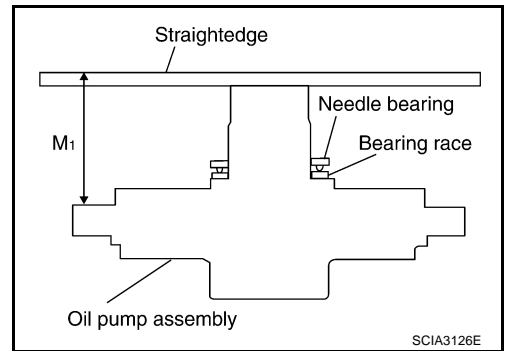 Straightedge
Needle bearing
M1
Bearing race
Oil pump assembly
SCIA3126E